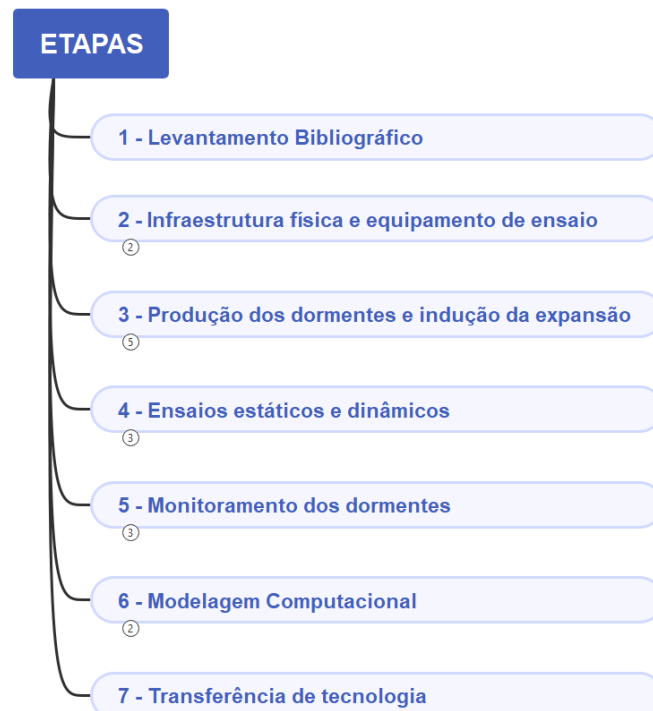 ETAPAS
1 - Levantamento Bibliográfico
2 - Infraestrutura física e equipamento de ensaio
2
3 - Produção dos dormentes e indução da expansão
5
4 - Ensaios estáticos e dinâmicos
3
5 - Monitoramento dos dormentes
3
6 - Modelagem Computacional
2
7 - Transferência de tecnologia